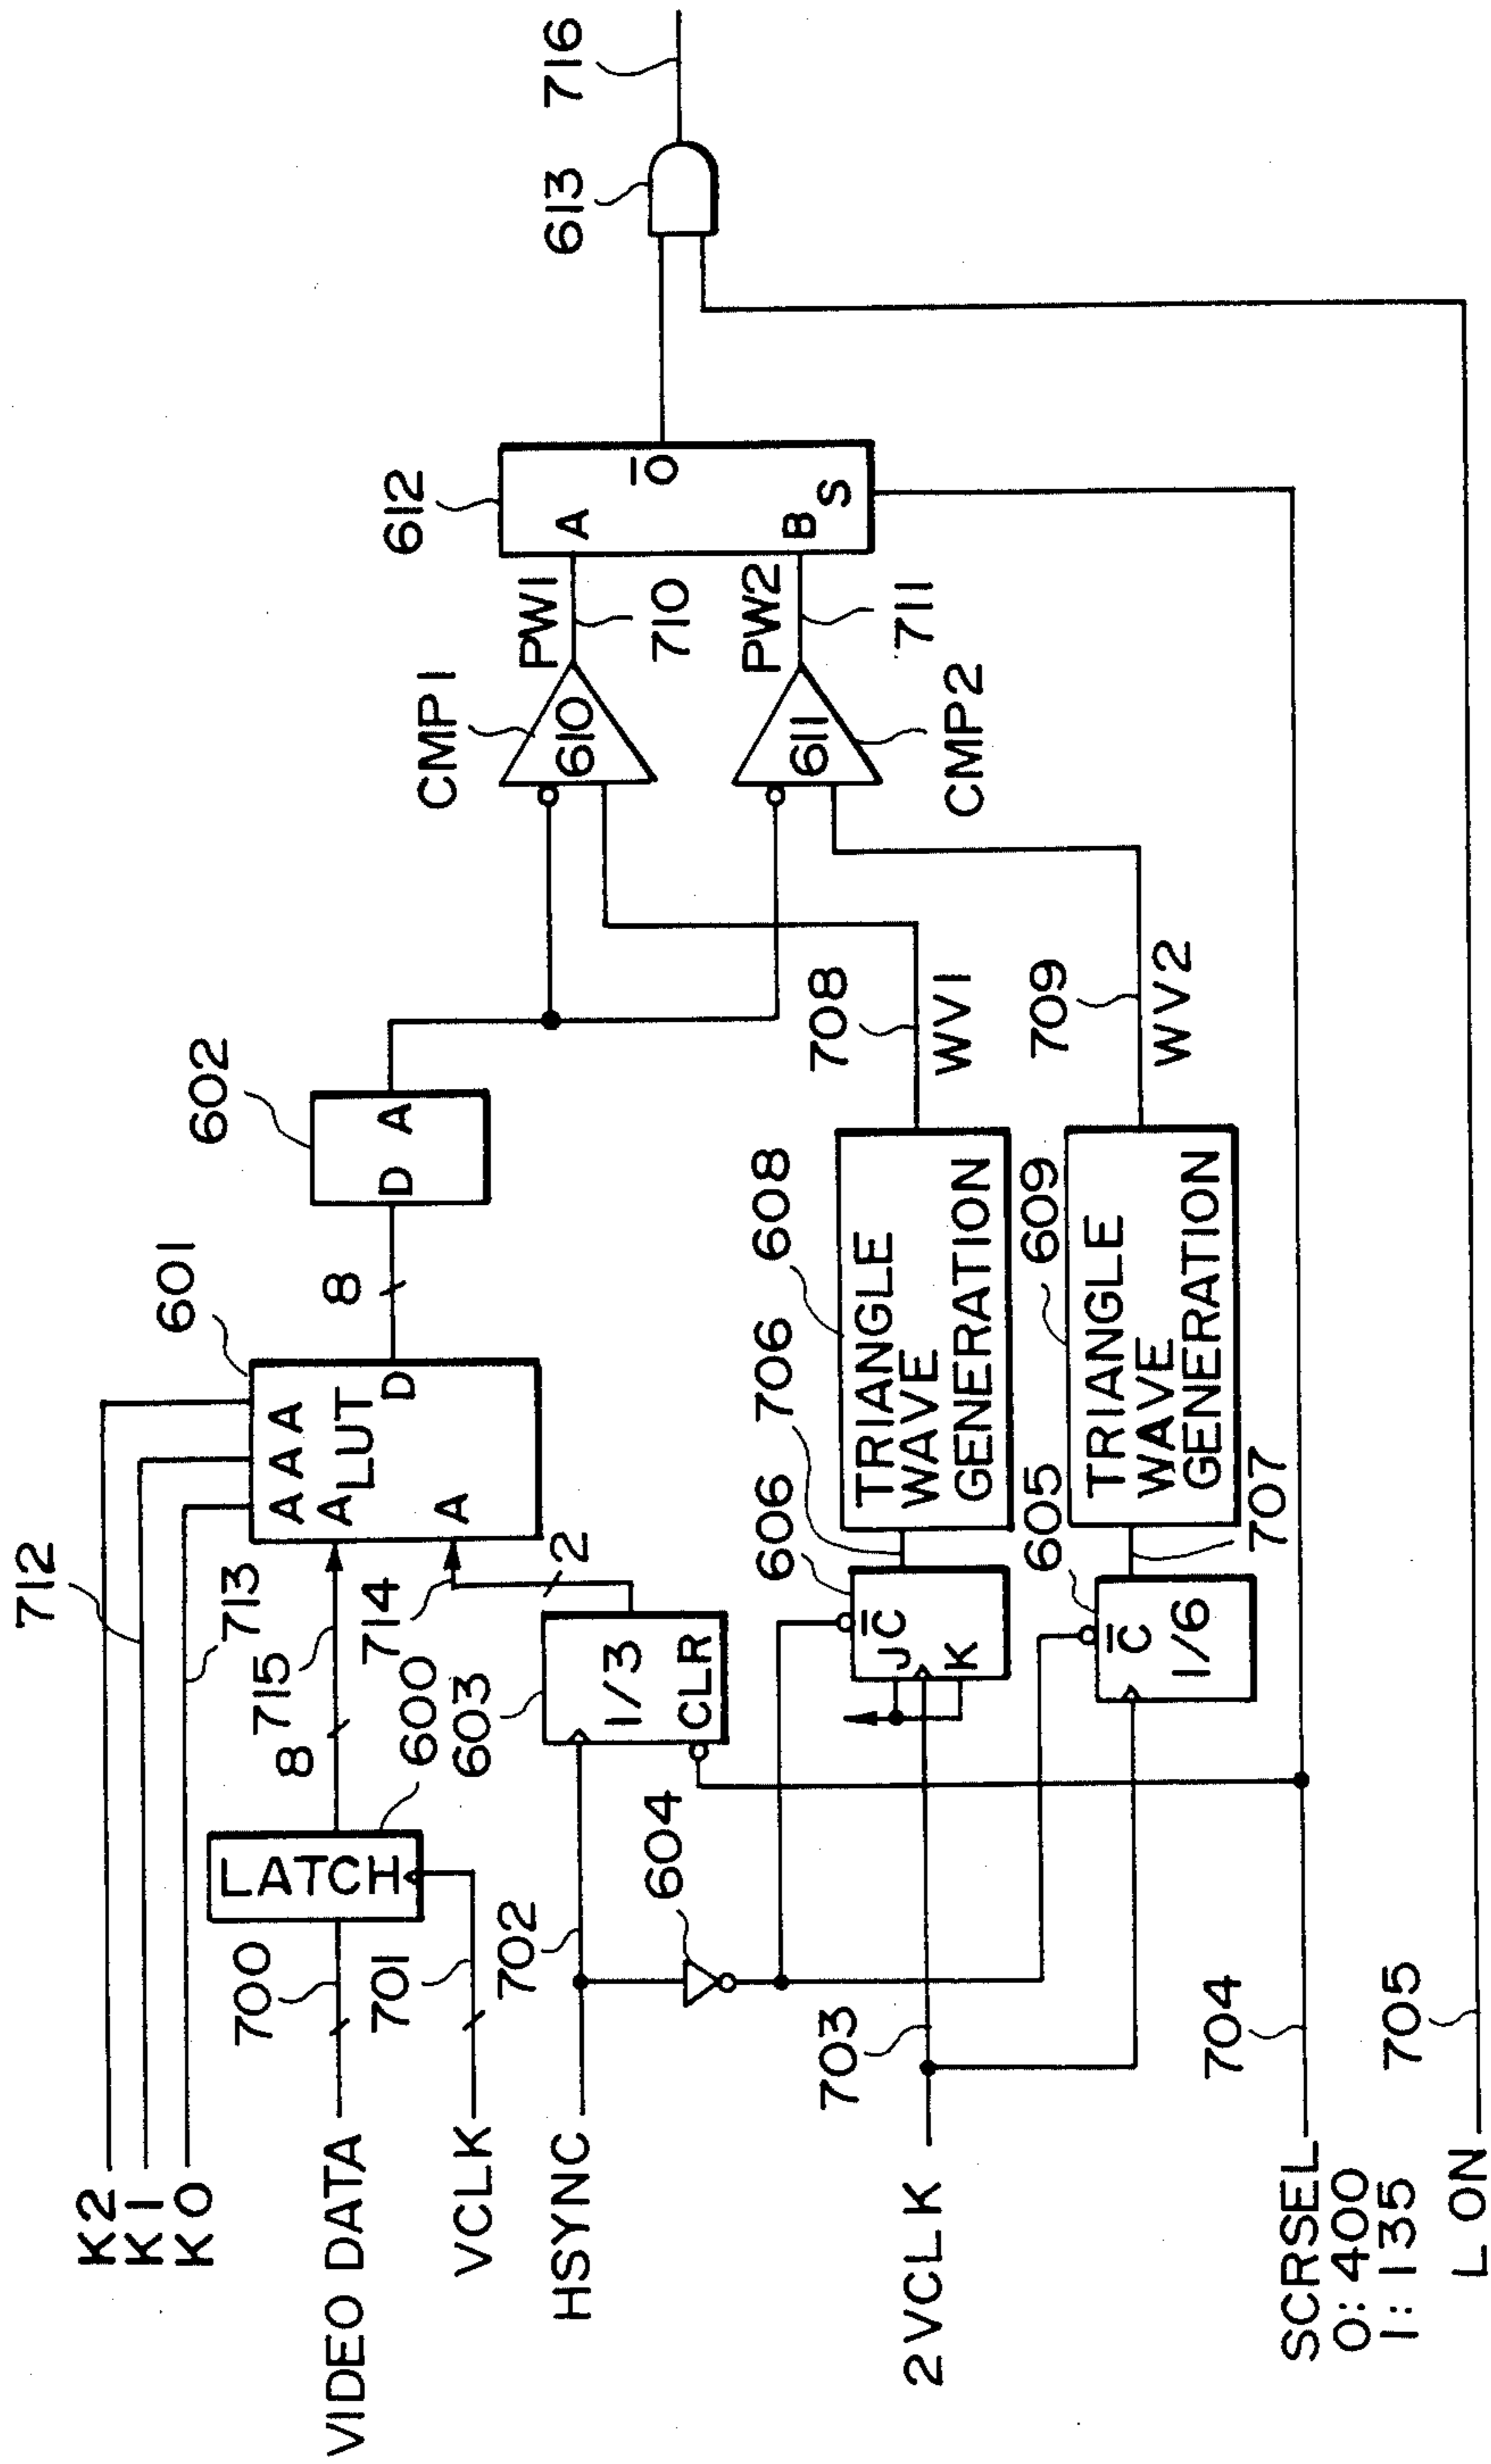 K2
K1
K0
712
713
VIDEO DATA
700
LATCH
600
8
715
VCLK
701
601
A A A
A LUT
D
A
8
602
D A
714
2
HSYNC
702
603
1/3
CLR
604
2VCLK
703
606
J C̅
K
706
608
TRIANGLE
WAVE
GENERATION
708
WV1
605
C̅
1/6
707
609
TRIANGLE
WAVE
GENERATION
709
WV2
CMP1
610
PW1
710
611
CMP2
PW2
711
612
A
O̅
B
S
613
716
SCRSEL
0: 400
1: 135
704
L ON
705